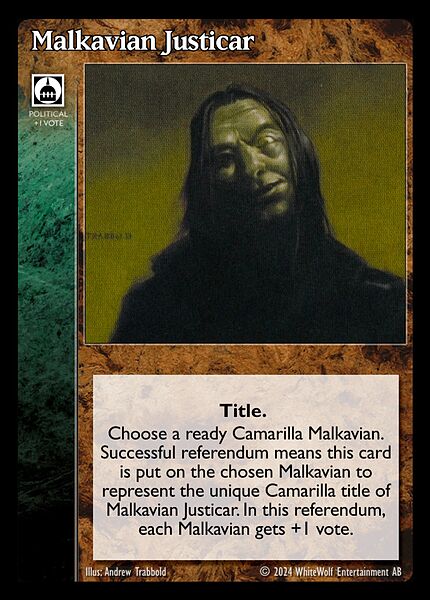 Malkavian Justicar
POLITICAL
+1 VOTE
TRABBOLD
Title.
Choose a ready Camarilla Malkavian.
Successful referendum means this card
is put on the chosen Malkavian to
represent the unique Camarilla title of
Malkavian Justicar. In this referendum,
each Malkavian gets +1 vote.
Illus: Andrew Trabbold
© 2024 WhiteWolf Entertainment AB